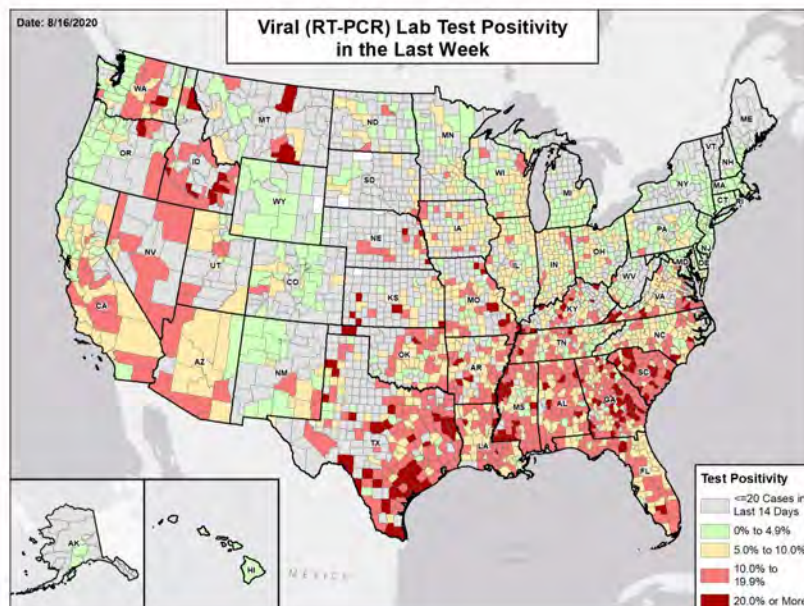 Date: 8/16/2020
Viral (RT-PCR) Lab Test Positivity
in the Last Week
WA
MT
ND
MN
ME
VT
NH
OR
ID
WY
SD
WI
MI
NY
MA
CT
RI
NV
UT
CO
NE
IA
IL
IN
OH
PA
NJ
MD
DE
WV
VA
CA
AZ
NM
KS
MO
KY
OK
AR
TN
NC
SC
TX
LA
MS
AL
GA
FL
AK
HI
MEXICO
Test Positivity
<=20 Cases in
Last 14 Days
0% to 4.9%
5.0% to 10.0%
10.0% to
19.9%
20.0% or More